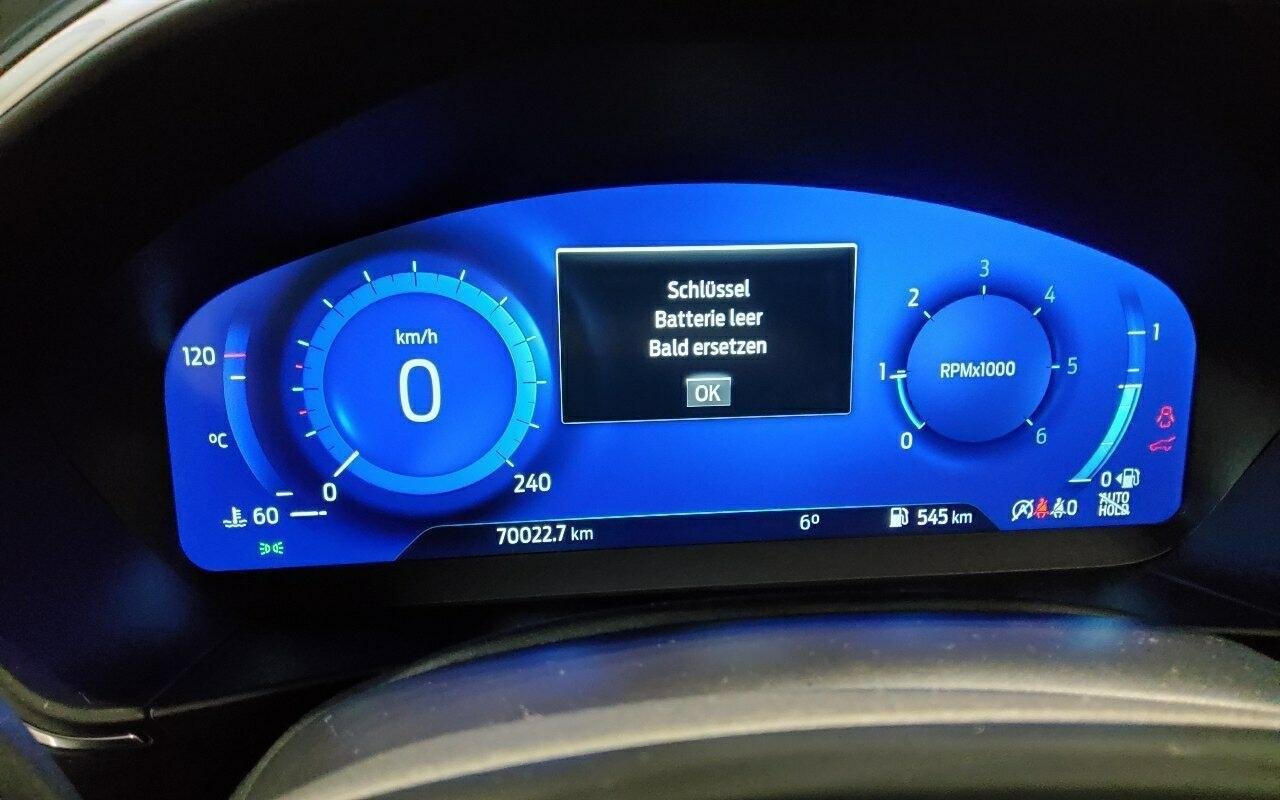 Schlüssel
Batterie leer
Bald ersetzen
OK
km/h
0
0
240
120
°C
60
RPMx1000
0
1
2
3
4
5
6
1
0
AUTO
HOLD
0
70022.7 km
6°
545 km